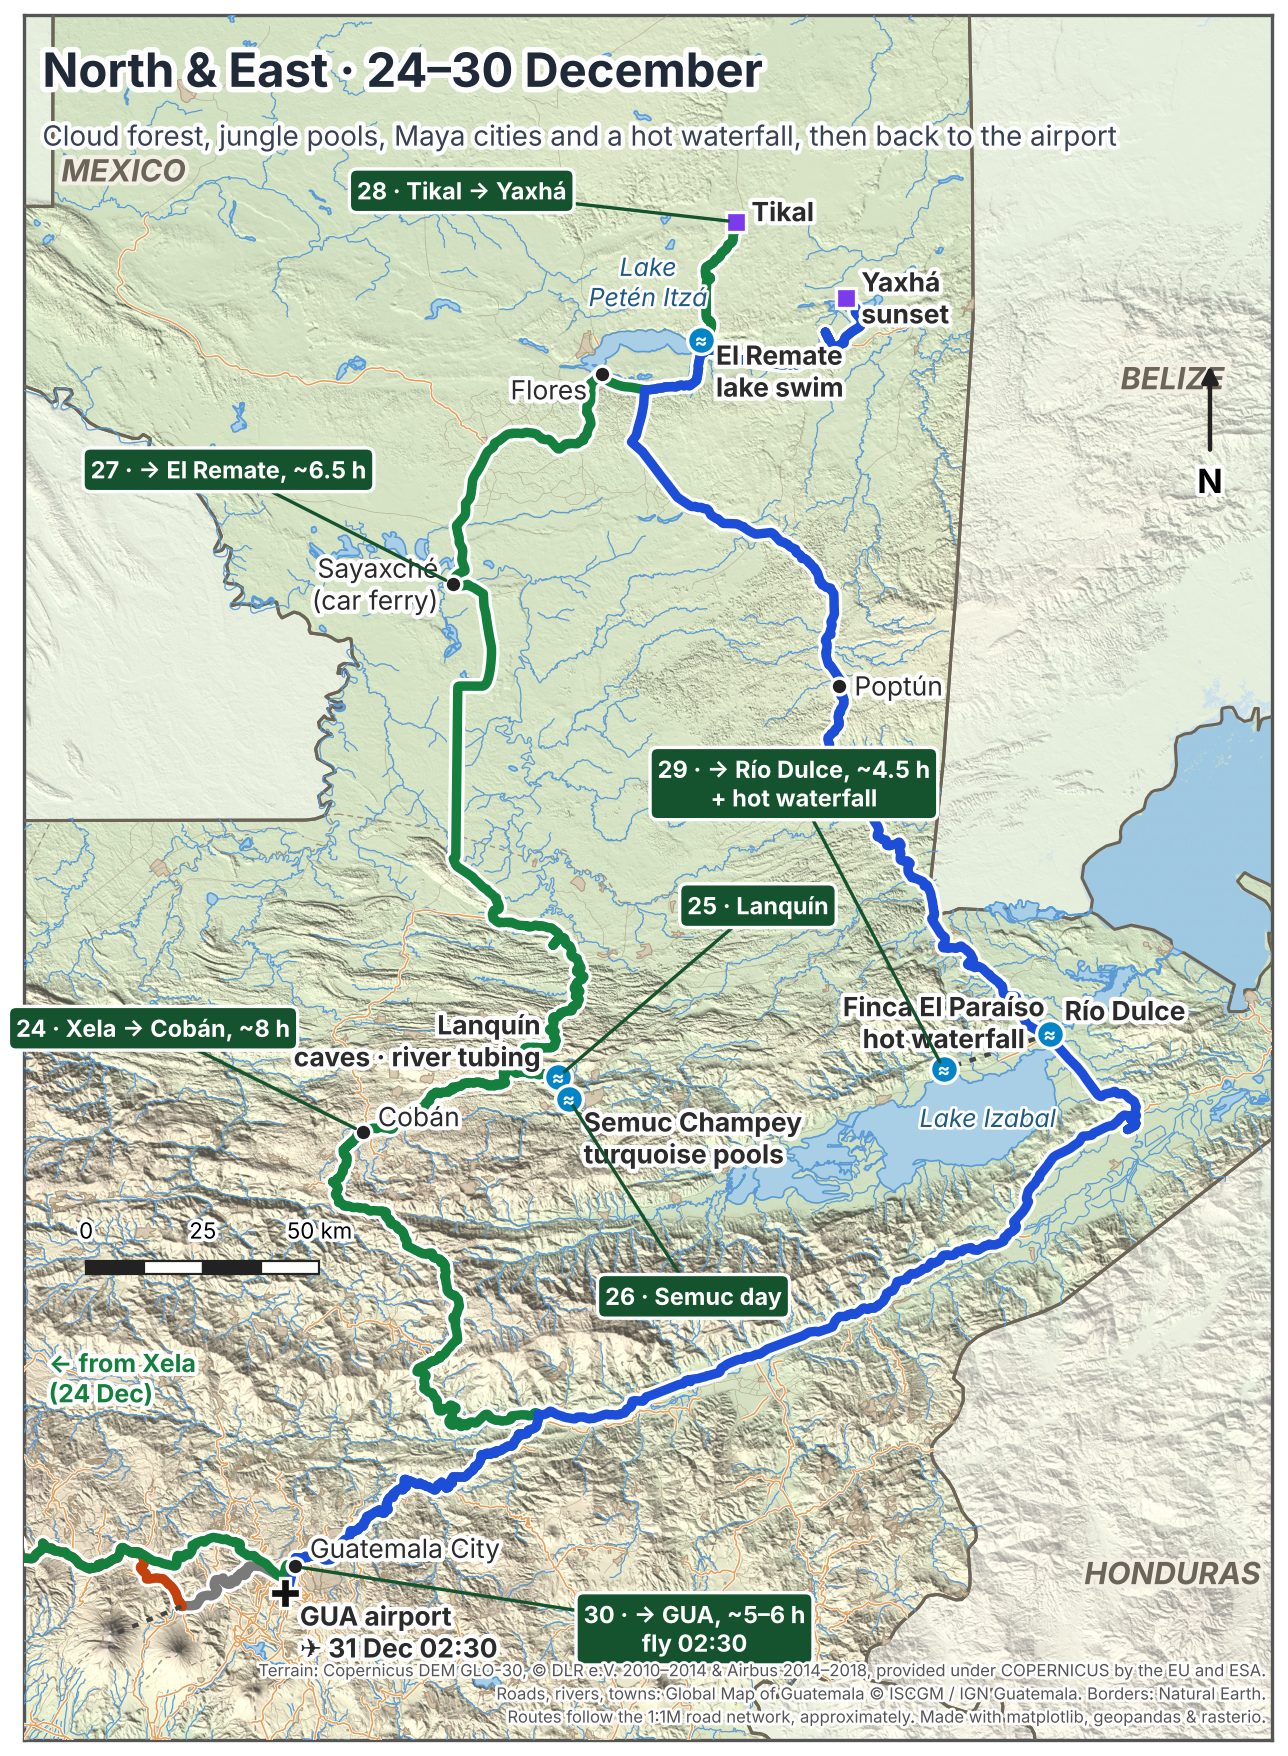 North & East · 24–30 December
Cloud forest, jungle pools, Maya cities and a hot waterfall, then back to the airport
MEXICO
28 · Tikal → Yaxhá
Tikal
Lake
Petén Itzá
Yaxhá
sunset
El Remate
lake swim
Flores
BELIZE
N
27 · → El Remate, ~6.5 h
Sayaxché
(car ferry)
Poptún
29 · → Río Dulce, ~4.5 h
+ hot waterfall
25 · Lanquín
24 · Xela → Cobán, ~8 h
Lanquín
caves · river tubing
Finca El Paraíso
hot waterfall
Río Dulce
Cobán
Semuc Champey
turquoise pools
Lake Izabal
0 25 50 km
26 · Semuc day
← from Xela
(24 Dec)
Guatemala City
GUA airport
✈ 31 Dec 02:30
30 · → GUA, ~5–6 h
fly 02:30
HONDURAS
Terrain: Copernicus DEM GLO-30, © DLR e.V. 2010–2014 & Airbus 2014–2018, provided under COPERNICUS by the EU and ESA.
Roads, rivers, towns: Global Map of Guatemala © ISCGM / IGN Guatemala. Borders: Natural Earth.
Routes follow the 1:1M road network, approximately. Made with matplotlib, geopandas & rasterio.